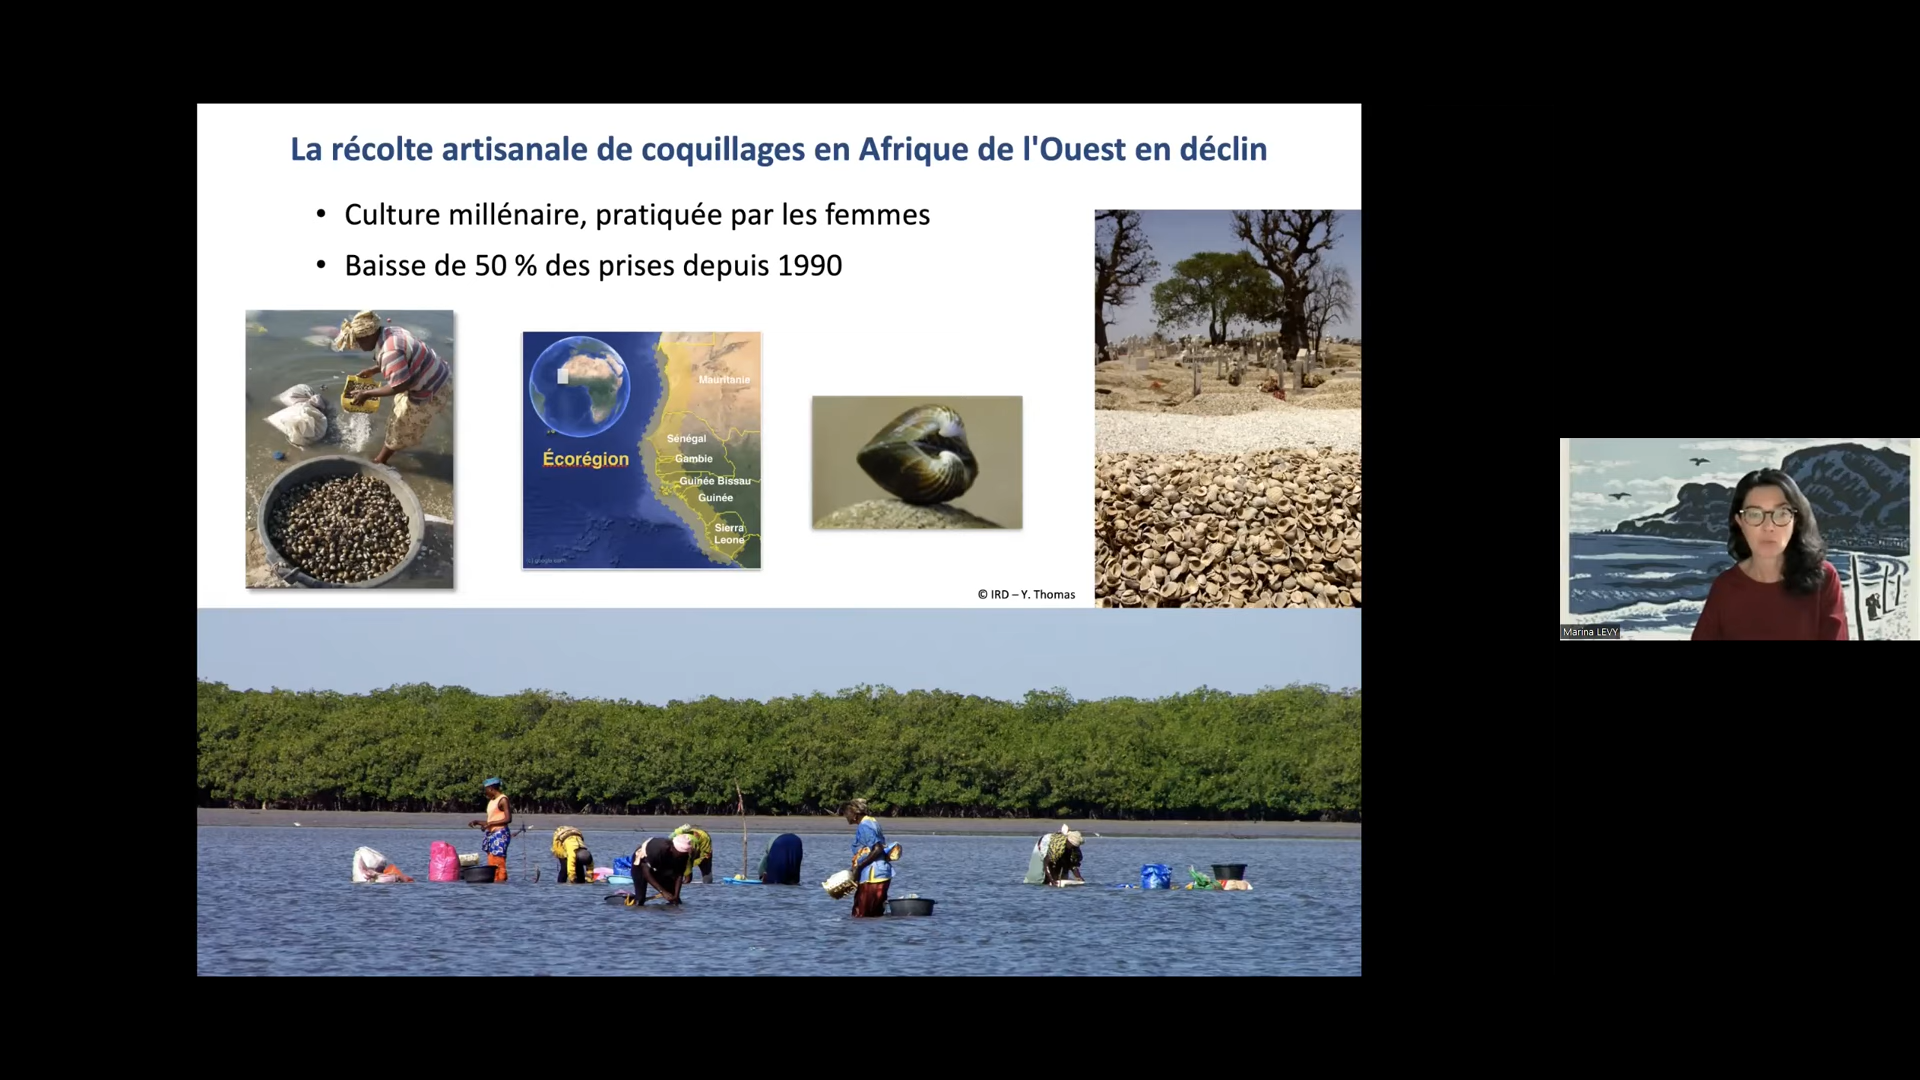 La récolte artisanale de coquillages en Afrique de l'Ouest en déclin
• Culture millénaire, pratiquée par les femmes
• Baisse de 50 % des prises depuis 1990
Mauritanie
Sénégal
Écorégion
Gambie
Guinée Bissau
Guinée
Sierra
Leone
© IRD – Y. Thomas
Marina LEVY